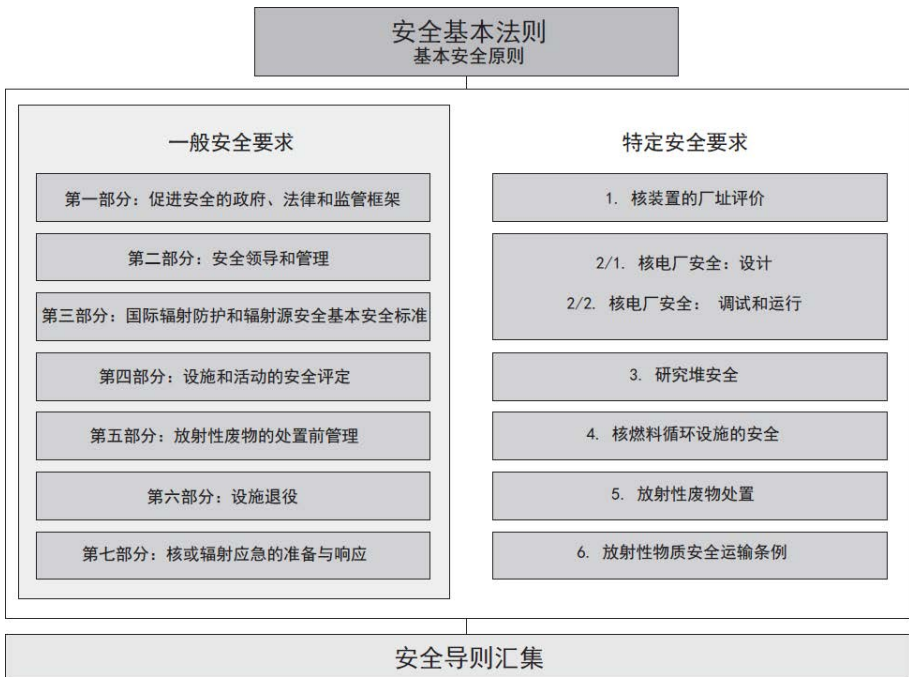 安全基本法则
基本安全原则
一般安全要求
第一部分：促进安全的政府、法律和监管框架
第二部分：安全领导和管理
第三部分：国际辐射防护和辐射源安全基本安全标准
第四部分：设施和活动的安全评定
第五部分：放射性废物的处置前管理
第六部分：设施退役
第七部分：核或辐射应急的准备与响应
特定安全要求
1. 核装置的厂址评价
2/1. 核电厂安全：设计
2/2. 核电厂安全： 调试和运行
3. 研究堆安全
4. 核燃料循环设施的安全
5. 放射性废物处置
6. 放射性物质安全运输条例
安全导则汇集